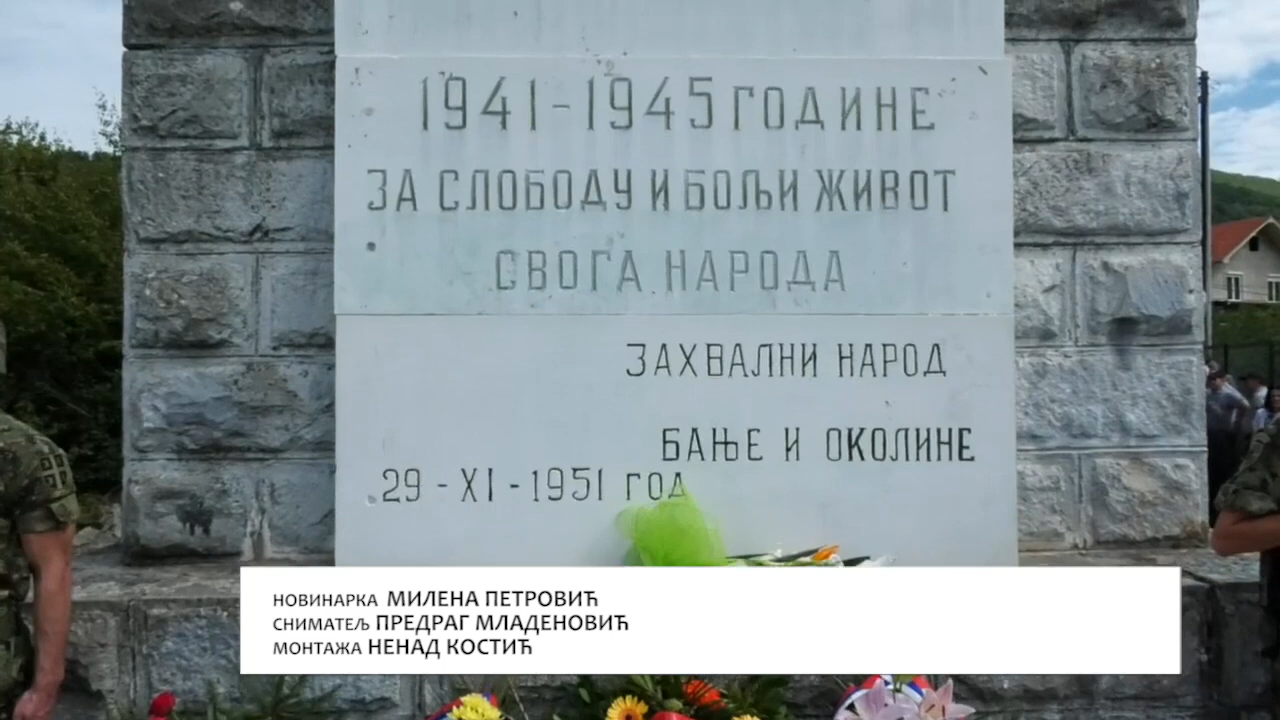 1941-1945 ГОДИНЕ
ЗА СЛОБОДУ И БОЉИ ЖИВОТ
СВОГА НАРОДА
ЗАХВАЛНИ НАРОД
БАЊЕ И ОКОЛИНЕ
29-XI-1951 ГОД
НОВИНАРКА МИЛЕНА ПЕТРОВИЋ
СНИМАТЕЉ ПРЕДРАГ МЛАДЕНОВИЋ
МОНТАЖА НЕНАД КОСТИЋ